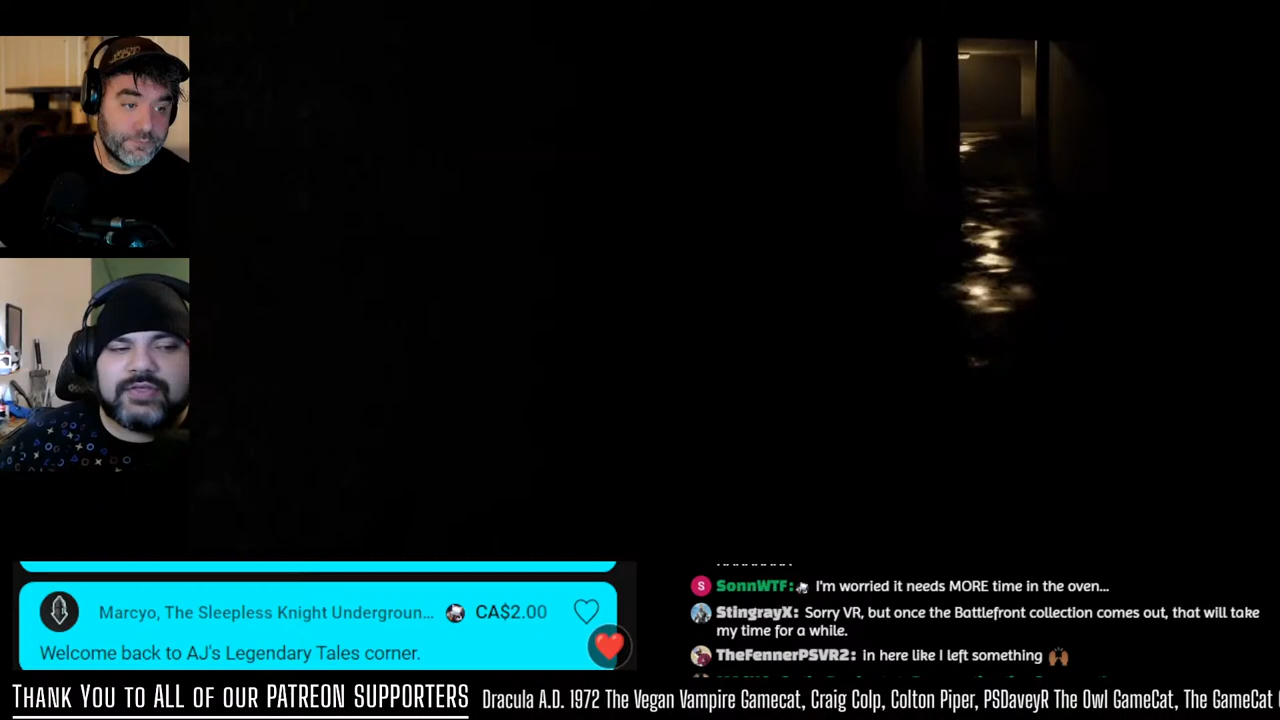 Marcyo, The Sleepless Knight Undergroun... CA$2.00
Welcome back to AJ's Legendary Tales corner.
S SonnWTF: I'm worried it needs MORE time in the oven...
StingrayX: Sorry VR, but once the Battlefront collection comes out, that will take
my time for a while.
TheFennerPSVR2: in here like I left something
THANK YOU TO ALL OF OUR PATREON SUPPORTERS Dracula A.D. 1972 The Vegan Vampire Gamecat, Craig Colp, Colton Piper, PSDaveyR The Owl GameCat, The GameCat